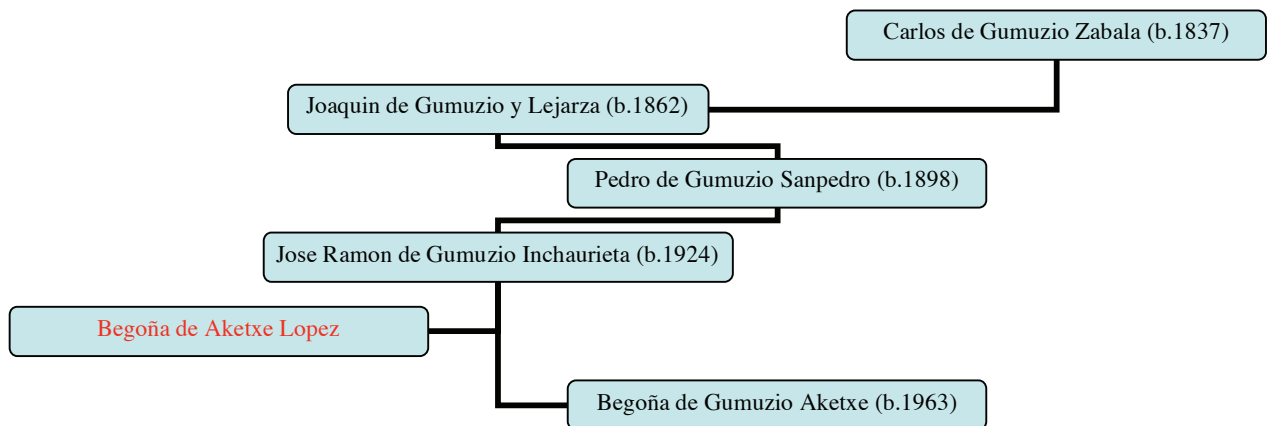 Carlos de Gumuzio Zabala (b.1837)
Joaquin de Gumuzio y Lejarza (b.1862)
Pedro de Gumuzio Sanpedro (b.1898)
Jose Ramon de Gumuzio Inchaurieta (b.1924)
Begoña de Aketxe Lopez
Begoña de Gumuzio Aketxe (b.1963)